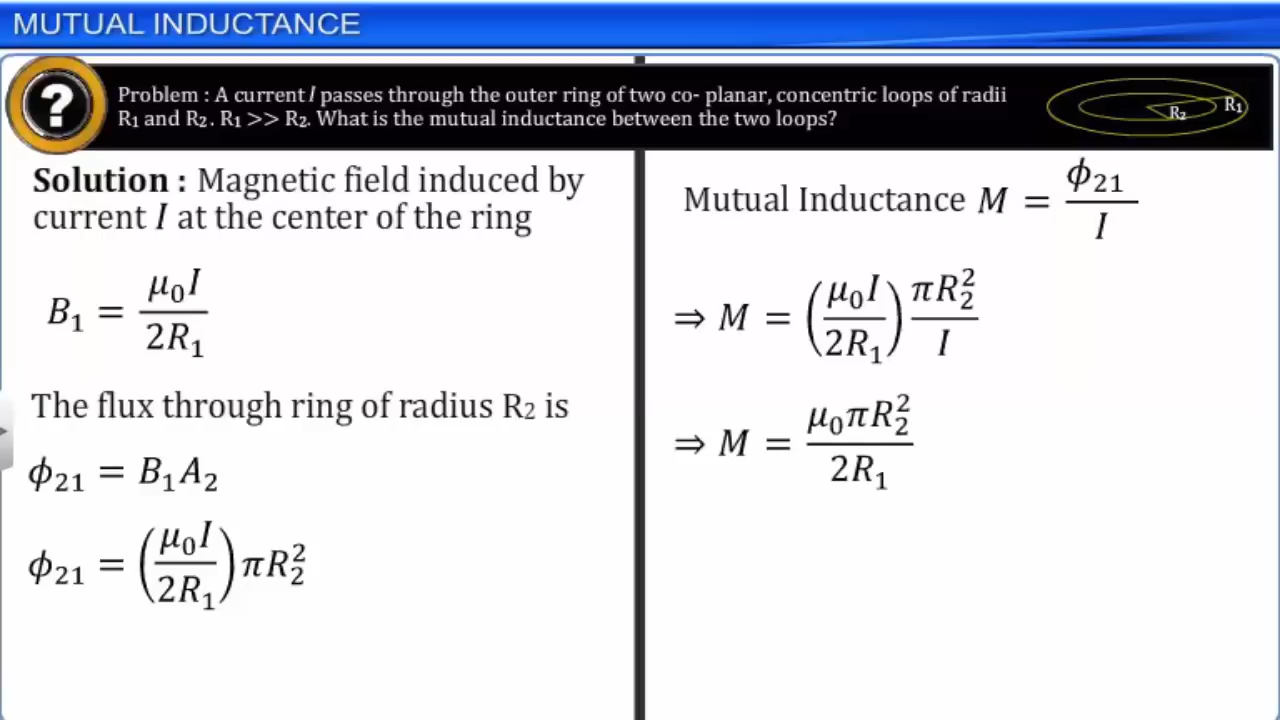 MUTUAL INDUCTANCE
?
Problem : A current I passes through the outer ring of two co- planar, concentric loops of radii
R₁ and R₂. R₁ >> R₂. What is the mutual inductance between the two loops?
R₂ R₁
Solution : Magnetic field induced by
current I at the center of the ring
B₁ = μ₀I / 2R₁
The flux through ring of radius R₂ is
ϕ₂₁ = B₁A₂
ϕ₂₁ = (μ₀I / 2R₁) πR₂²
Mutual Inductance M = ϕ₂₁ / I
⇒ M = (μ₀I / 2R₁) πR₂² / I
⇒ M = μ₀πR₂² / 2R₁